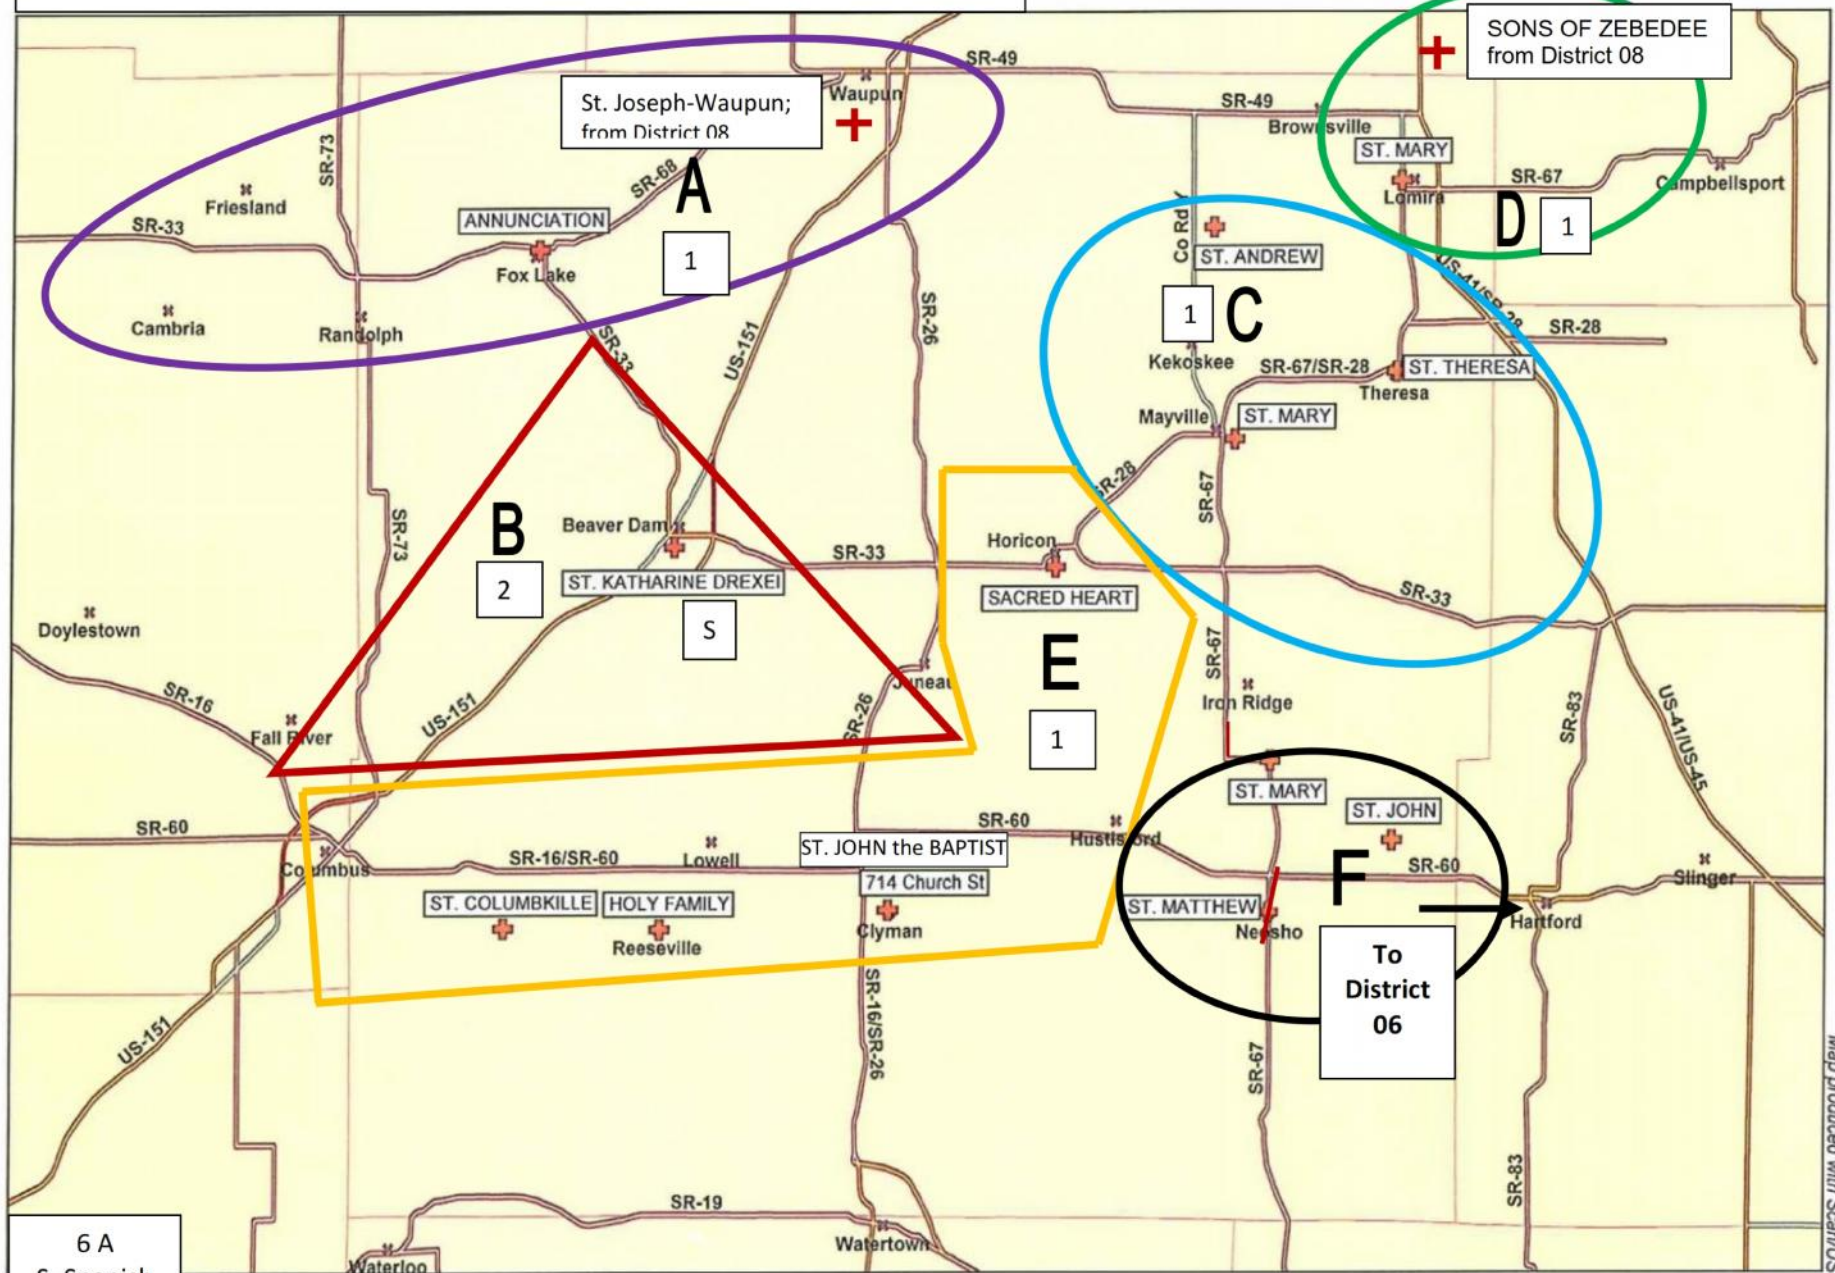 SONS OF ZEBEDEE
from District 08
SR-49
St. Joseph-Waupun;
from District 08
Waupun
SR-49
Brownsville
ST. MARY
SR-73
SR-68
A
SR-67
Campbellsport
Friesland
Lomira
SR-33
ANNUNCIATION
D
1
Co Rd Y
ST. ANDREW
1
Fox Lake
US-41/SR-28
Cambria
Randolph
SR-33
US-151
SR-26
1
C
SR-28
Kekoskee
SR-67/SR-28
ST. THERESA
Theresa
Mayville
ST. MARY
SR-28
SR-67
B
Beaver Dam
SR-73
Horicon
SR-33
2
ST. KATHARINE DREXEL
SACRED HEART
SR-33
Doylestown
S
E
SR-67
Juneau
SR-16
US-151
SR-26
Iron Ridge
SR-83
US-41/US-45
Fall River
1
ST. MARY
ST. JOHN
SR-60
SR-60
Hustisford
ST. JOHN the BAPTIST
SR-16/SR-60
Lowell
Columbus
F
SR-60
Slinger
714 Church St
ST. COLUMBKILLE
HOLY FAMILY
ST. MATTHEW
Clyman
Neosho
Hartford
Reeseville
To
District
06
SR-16/SR-26
US-151
SR-67
SR-83
SR-19
6 A
Watertown
Waterloo